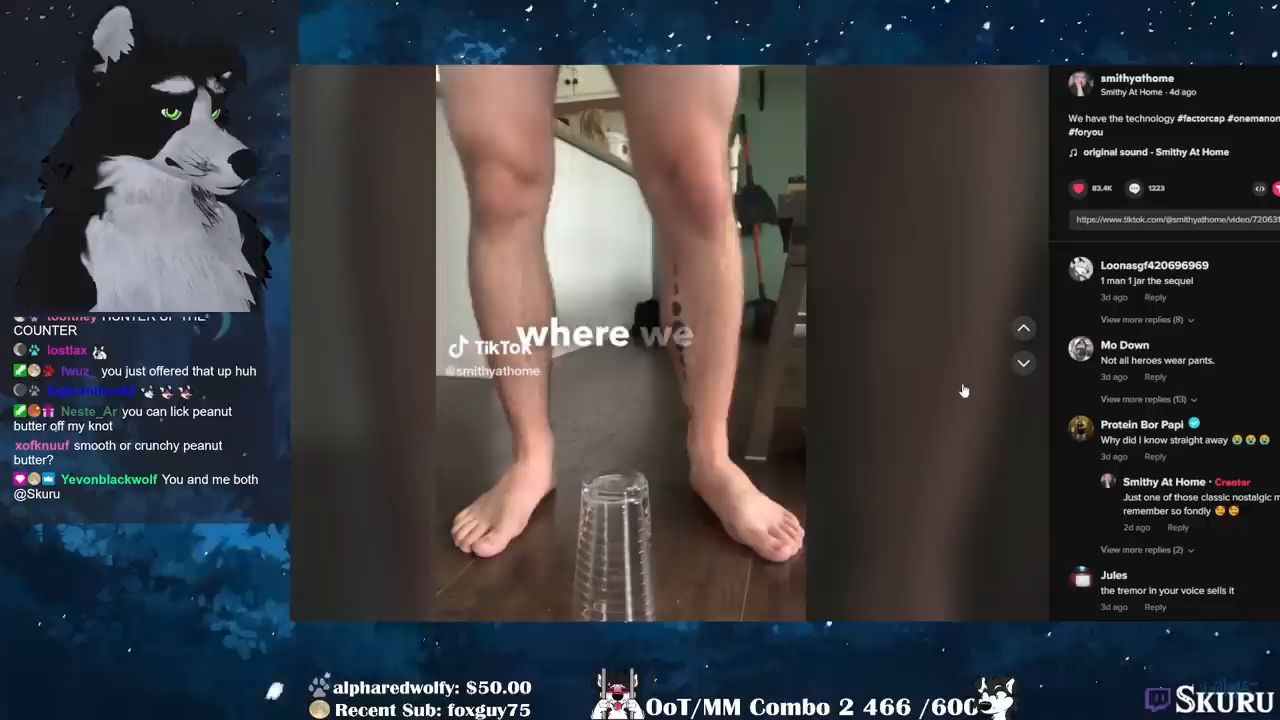 COUNTER
lostlax
fwuz_ you just offered that up huh
Neste_Ar you can lick peanut
butter off my knot
xofknuuf smooth or crunchy peanut
butter?
Yevonblackwolf You and me both
@Skuru
where we
TikTok
@smithyathome
smithyathome
Smithy At Home · 4d ago
We have the technology #factorcap #onemanon
#foryou
original sound - Smithy At Home
83.4K
1223
https://www.tiktok.com/@smithyathome/video/720631
Loonasgf420696969
1 man 1 jar the sequel
3d ago Reply
View more replies (8)
Mo Down
Not all heroes wear pants.
3d ago Reply
View more replies (13)
Protein Bor Papi
Why did I know straight away 😭😭😭
3d ago Reply
Smithy At Home · Creator
Just one of those classic nostalgic m
remember so fondly 🥰🥰
2d ago Reply
View more replies (2)
Jules
the tremor in your voice sells it
3d ago Reply
alpharedwolfy: $50.00
Recent Sub: foxguy75
OoT/MM Combo 2 466 /600
SKURU